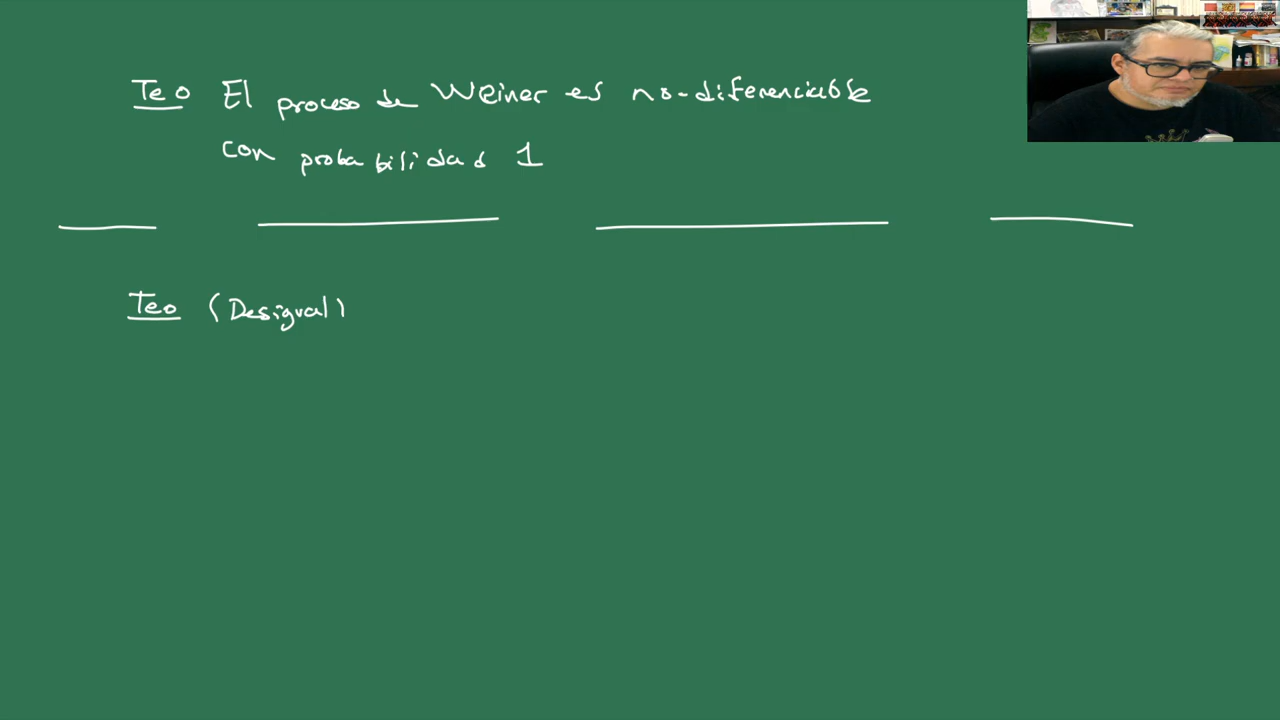 Teo El proceso de Weiner es no-diferenciable
con probabilidad 1
Teo (Desigual)